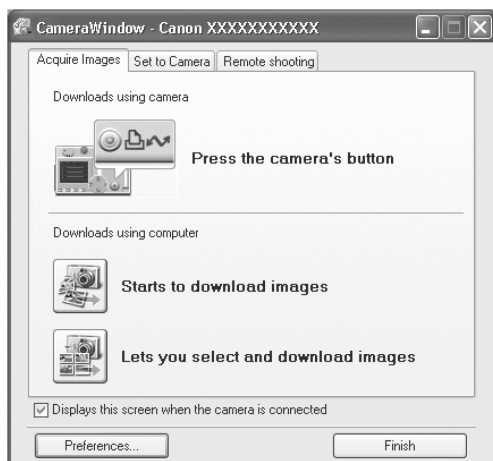 CameraWindow - Canon XXXXXXXXXXX
Acquire Images Set to Camera Remote shooting
Downloads using camera
Press the camera's button
Downloads using computer
Starts to download images
Lets you select and download images
Displays this screen when the camera is connected
Preferences... Finish